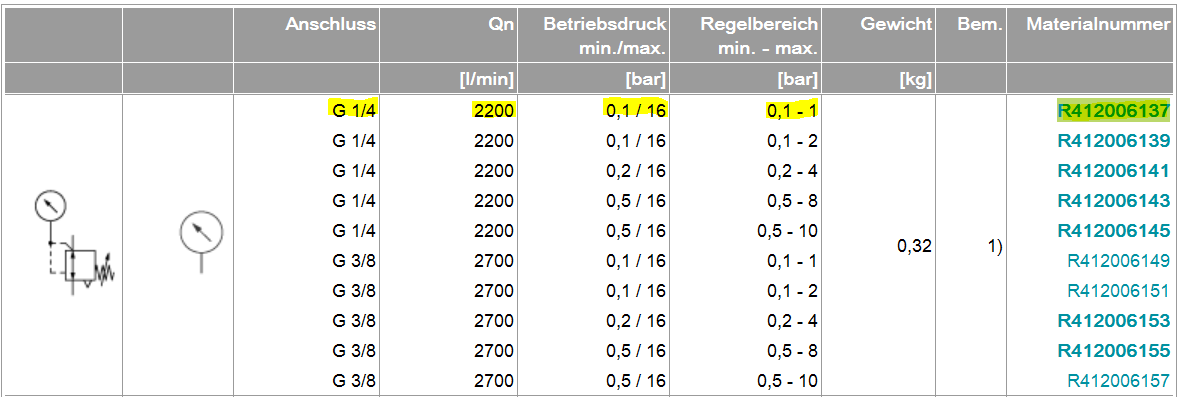 Anschluss Qn Betriebsdruck Regelbereich Gewicht Bem. Materialnummer
min./max. min. - max.
[l/min] [bar] [bar] [kg]
G 1/4 2200 0,1 / 16 0,1 - 1 R412006137
G 1/4 2200 0,1 / 16 0,1 - 2 R412006139
G 1/4 2200 0,2 / 16 0,2 - 4 R412006141
G 1/4 2200 0,5 / 16 0,5 - 8 R412006143
G 1/4 2200 0,5 / 16 0,5 - 10 R412006145
0,32 1)
G 3/8 2700 0,1 / 16 0,1 - 1 R412006149
G 3/8 2700 0,1 / 16 0,1 - 2 R412006151
G 3/8 2700 0,2 / 16 0,2 - 4 R412006153
G 3/8 2700 0,5 / 16 0,5 - 8 R412006155
G 3/8 2700 0,5 / 16 0,5 - 10 R412006157